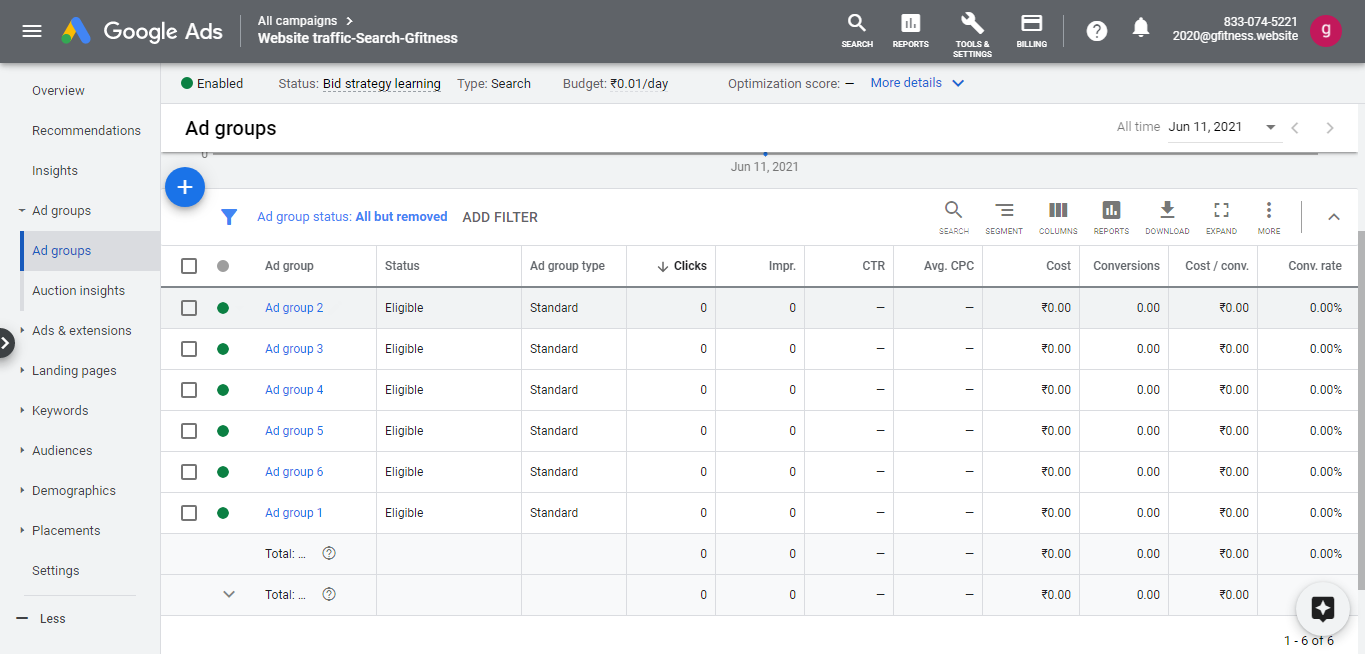 Google Ads
All campaigns
Website traffic-Search-Gfitness
SEARCH
REPORTS
TOOLS &
SETTINGS
BILLING
?
833-074-5221
2020@gfitness.website
g
Overview
Recommendations
Insights
Ad groups
Ad groups
Auction insights
Ads & extensions
Landing pages
Keywords
Audiences
Demographics
Placements
Settings
Less
Enabled Status: Bid strategy learning Type: Search Budget: ₹0.01/day Optimization score: — More details
Ad groups
All time Jun 11, 2021
0
Jun 11, 2021
Ad group status: All but removed ADD FILTER
SEARCH SEGMENT COLUMNS REPORTS DOWNLOAD EXPAND MORE
Ad group Status Ad group type Clicks Impr. CTR Avg. CPC Cost Conversions Cost / conv. Conv. rate
Ad group 2 Eligible Standard 0 0 — — ₹0.00 0.00 ₹0.00 0.00%
Ad group 3 Eligible Standard 0 0 — — ₹0.00 0.00 ₹0.00 0.00%
Ad group 4 Eligible Standard 0 0 — — ₹0.00 0.00 ₹0.00 0.00%
Ad group 5 Eligible Standard 0 0 — — ₹0.00 0.00 ₹0.00 0.00%
Ad group 6 Eligible Standard 0 0 — — ₹0.00 0.00 ₹0.00 0.00%
Ad group 1 Eligible Standard 0 0 — — ₹0.00 0.00 ₹0.00 0.00%
Total: ... ? 0 0 — — ₹0.00 0.00 ₹0.00 0.00%
Total: ... ? 0 0 — — ₹0.00 0.00 ₹0.00
1 - 6 of 6